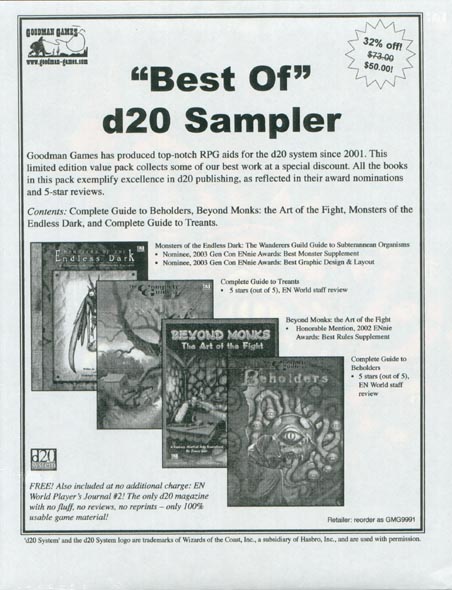 GOODMAN GAMES
www.goodman-games.com
32% off!
$73.00
$50.00!
"Best Of"
d20 Sampler
Goodman Games has produced top-notch RPG aids for the d20 system since 2001. This
limited edition value pack collects some of our best work at a special discount. All the books
in this pack exemplify excellence in d20 publishing, as reflected in their award nominations
and 5-star reviews.
Contents: Complete Guide to Beholders, Beyond Monks: the Art of the Fight, Monsters of the
Endless Dark, and Complete Guide to Treants.
Monsters of the Endless Dark: The Wanderers Guild Guide to Subterranean Organisms
• Nominee, 2003 Gen Con ENnie Awards: Best Monster Supplement
• Nominee, 2003 Gen Con ENnie Awards: Best Graphic Design & Layout
Endless Dark
Complete Guide to Treants
• 5 stars (out of 5), EN World staff
review
Beyond Monks: the Art of the Fight
• Honorable Mention, 2002 ENnie
Awards: Best Rules Supplement
BEYOND MONKS
The Art of the Fight
Complete Guide to
Beholders
• 5 stars (out of 5),
EN World staff
review
Beholders
d20
System
FREE! Also included at no additional charge: EN
World Player's Journal #2! The only d20 magazine
with no fluff, no reviews, no reprints – only 100%
usable game material!
Retailer: reorder as GMG9991
'd20 System' and the d20 System logo are trademarks of Wizards of the Coast, Inc., a subsidiary of Hasbro, Inc., and are used with permission.